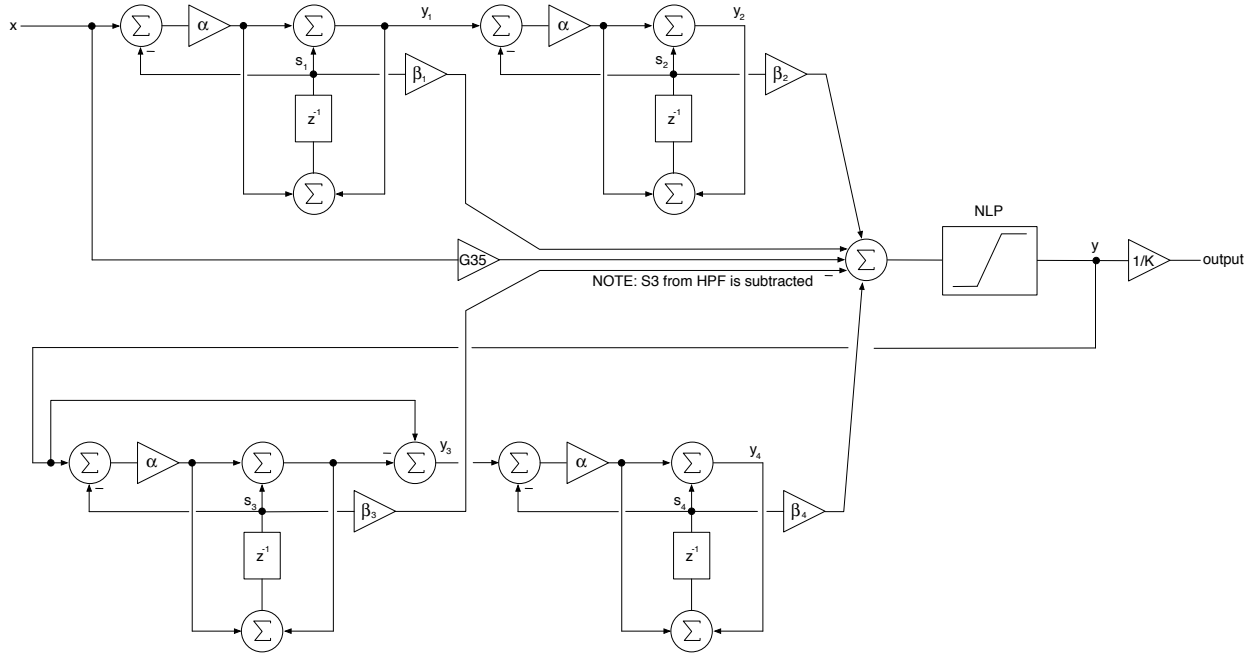 x Σ α Σ y₁ Σ α Σ y₂
– s₁ β₁ – s₂ β₂
z⁻¹ z⁻¹
Σ Σ
NLP
G35 Σ y 1/K output
–
NOTE: S3 from HPF is subtracted
Σ α Σ – Σ y₃ Σ α Σ y₄
– s₃ β₃ – s₄ β₄
z⁻¹ z⁻¹
Σ Σ